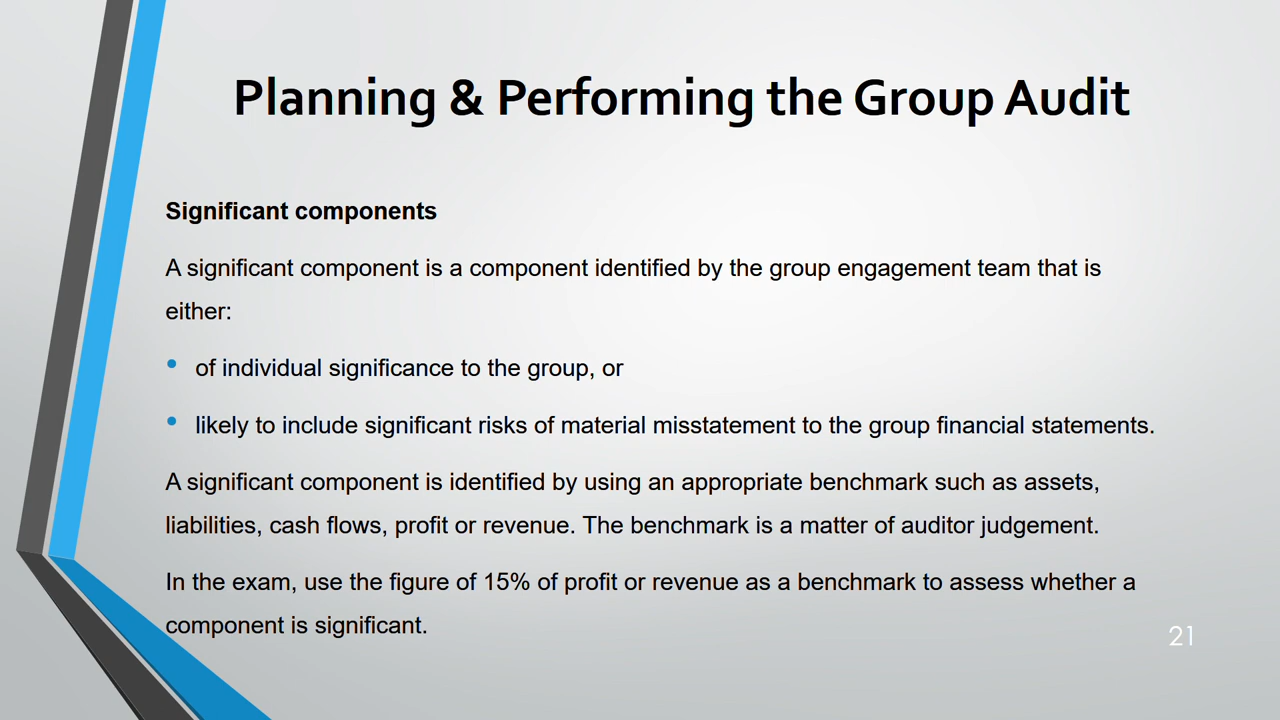 Planning & Performing the Group Audit
Significant components
A significant component is a component identified by the group engagement team that is
either:
• of individual significance to the group, or
• likely to include significant risks of material misstatement to the group financial statements.
A significant component is identified by using an appropriate benchmark such as assets,
liabilities, cash flows, profit or revenue. The benchmark is a matter of auditor judgement.
In the exam, use the figure of 15% of profit or revenue as a benchmark to assess whether a
component is significant.
21